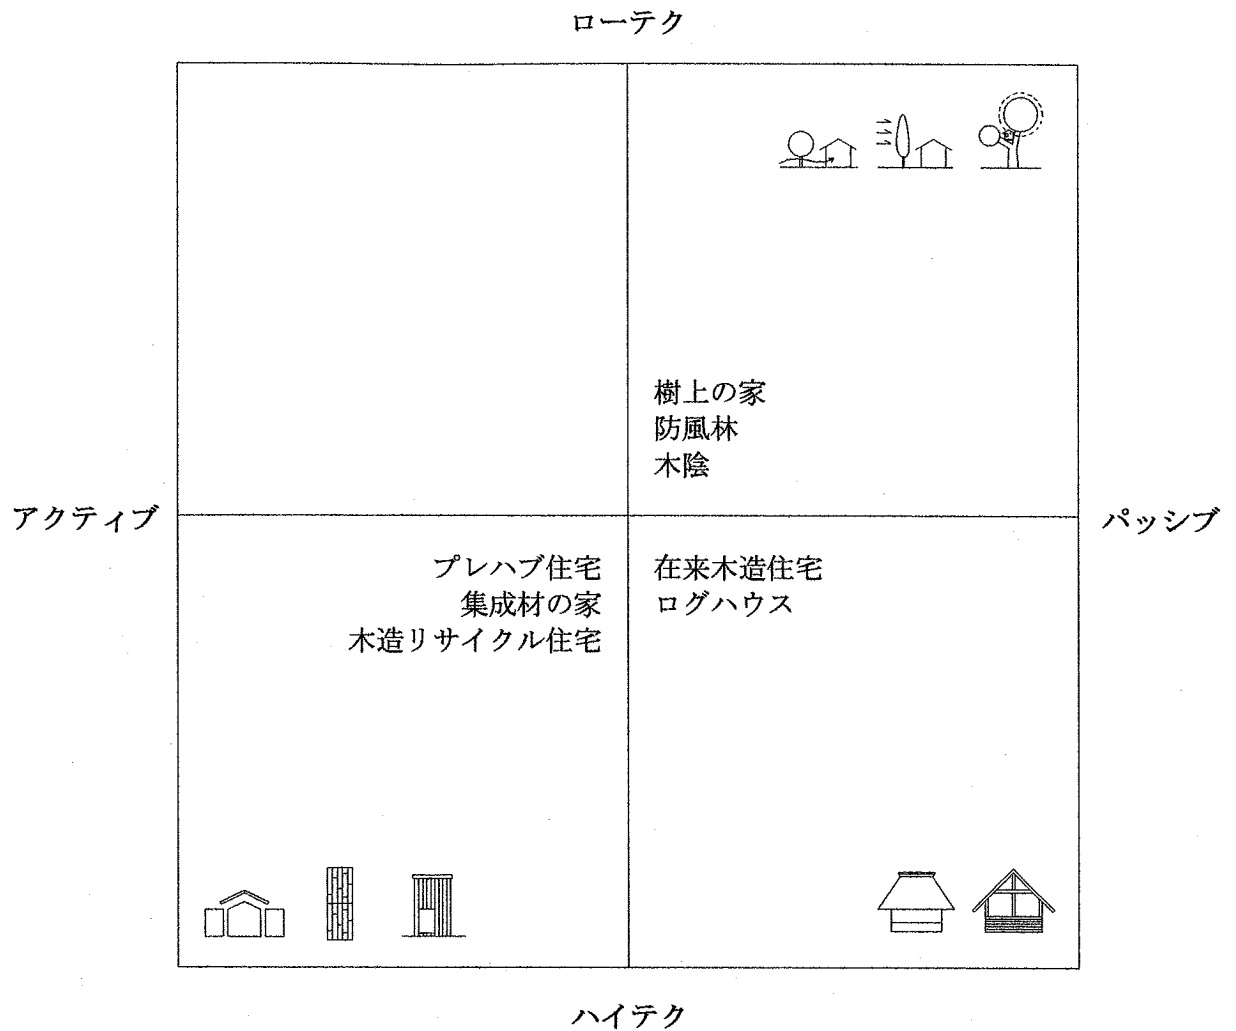 ローテク
樹上の家
防風林
木陰
アクティブ
パッシブ
プレハブ住宅
集成材の家
木造リサイクル住宅
在来木造住宅
ログハウス
ハイテク